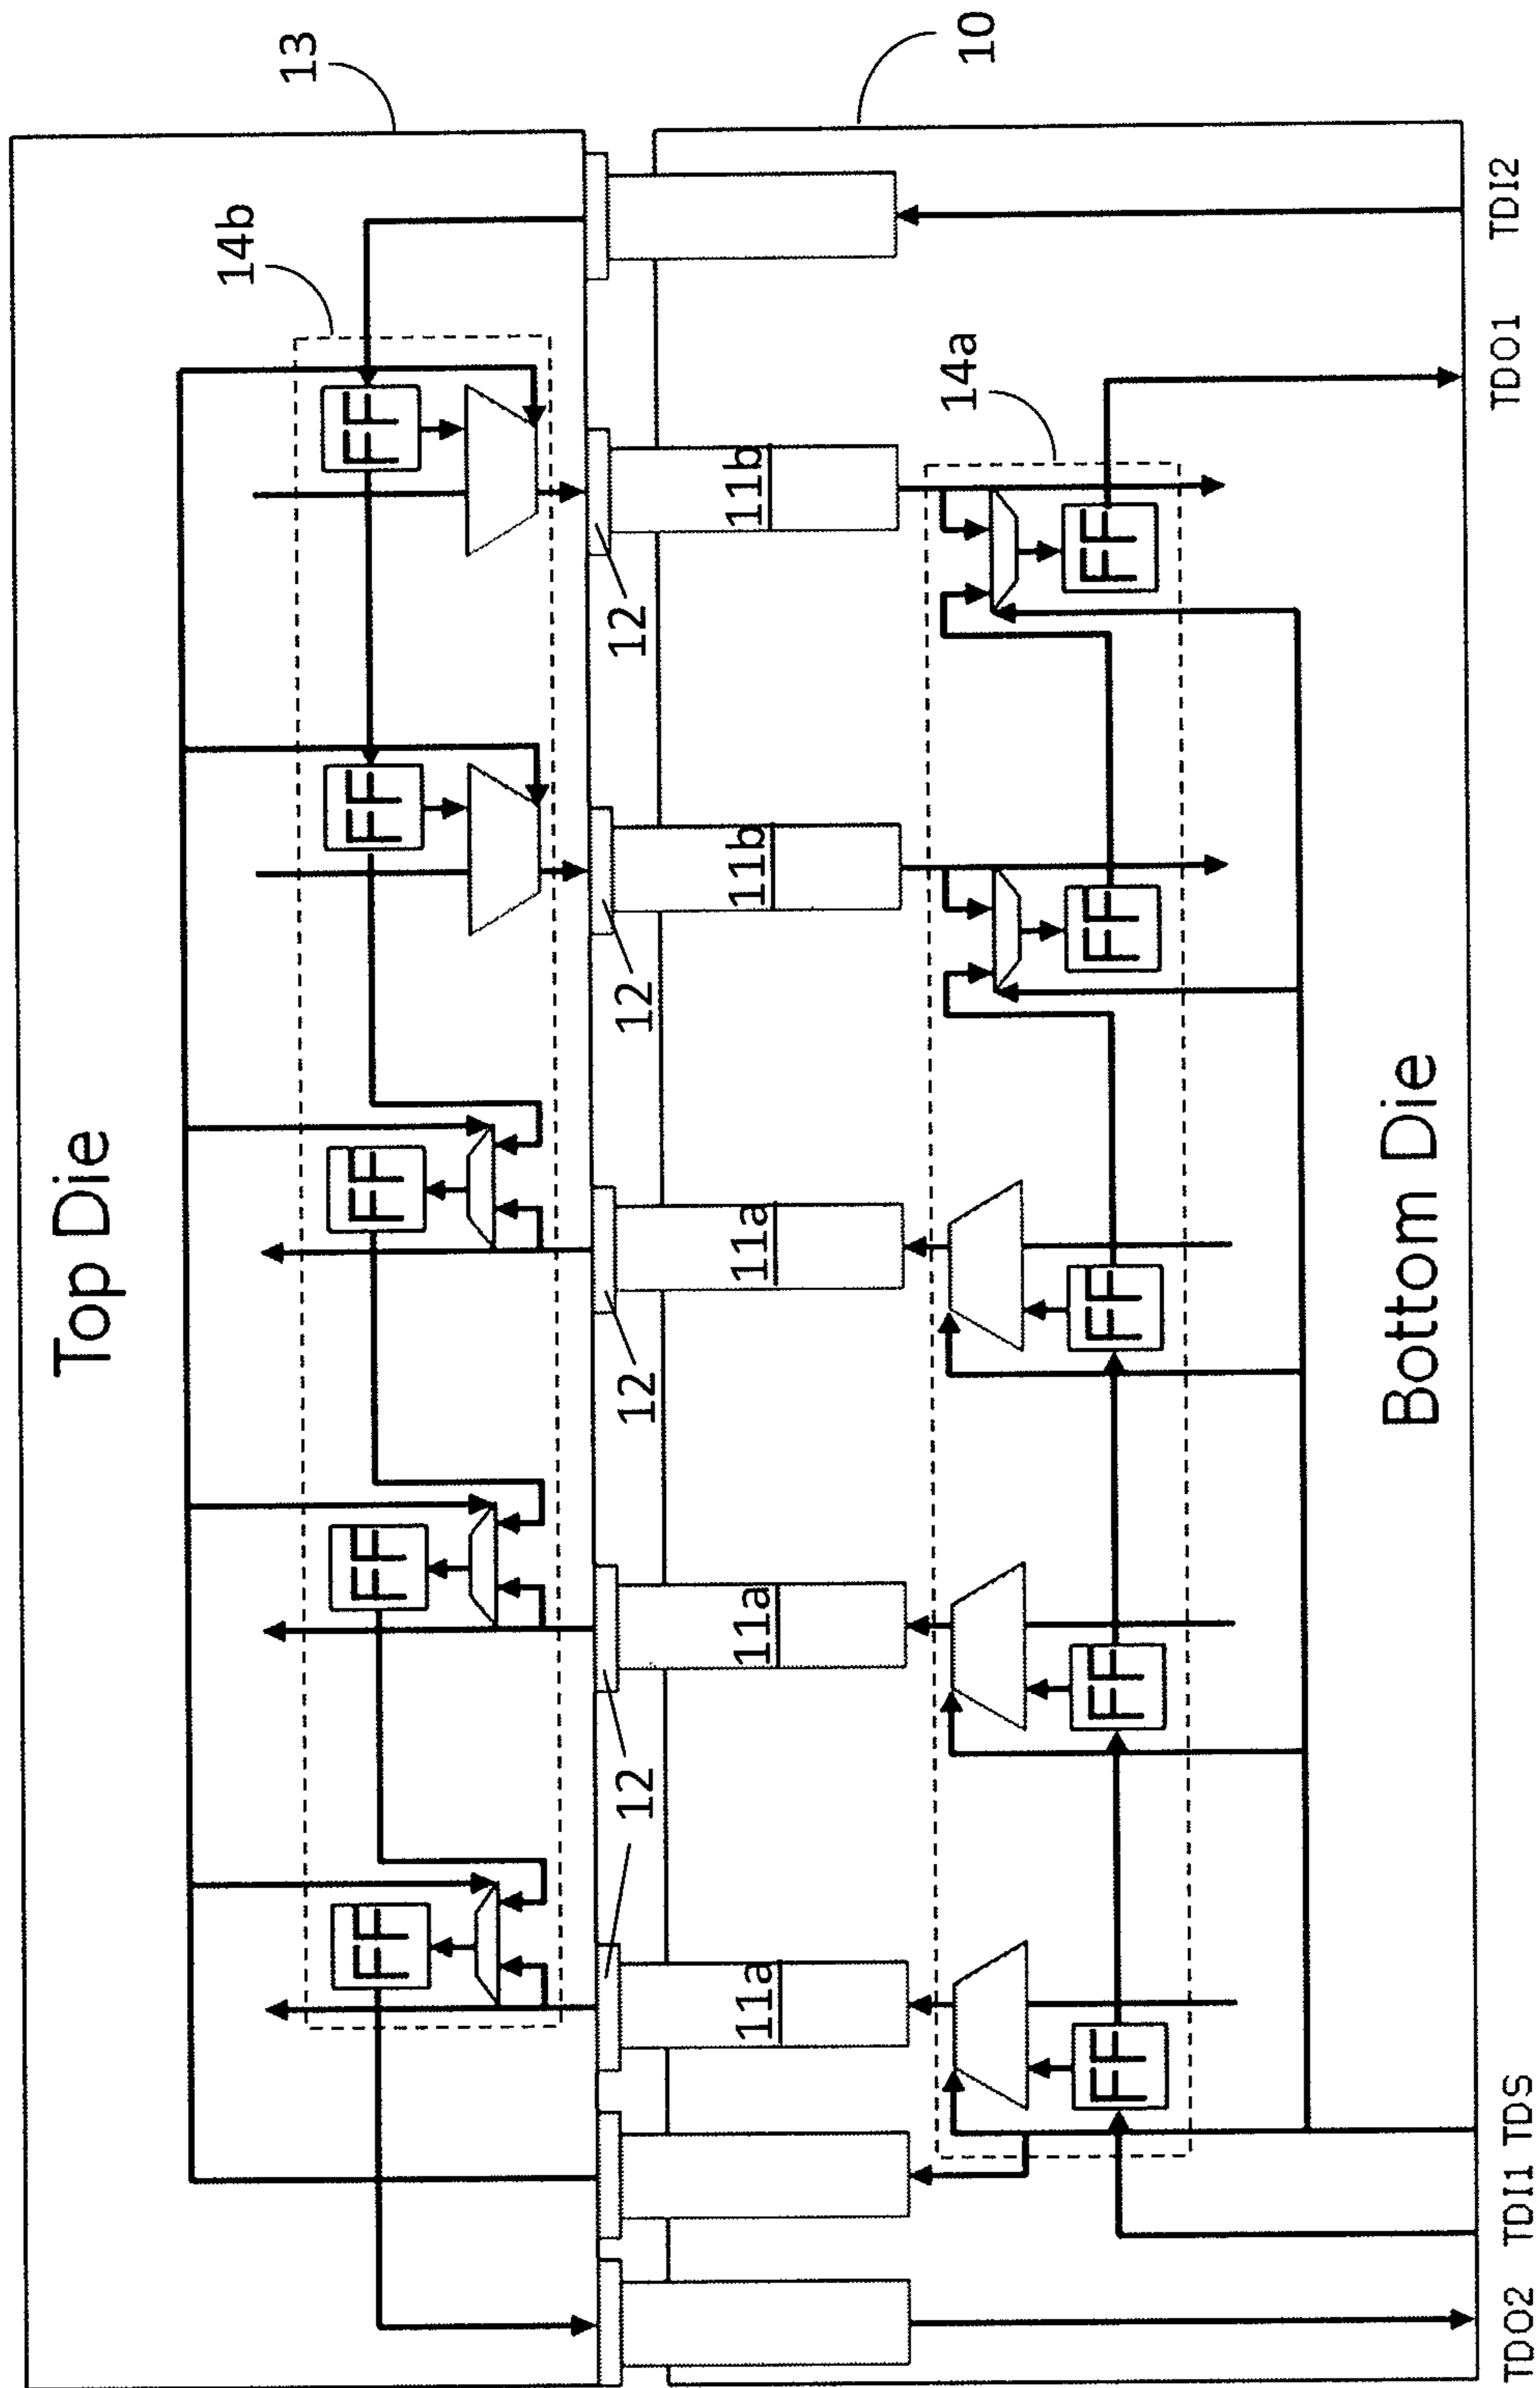 Top Die
13
14b
FF FF FF FF FF
12 12 12 12
11a 11a 11a 11b 11b
14a
10
FF FF FF FF FF
Bottom Die
TDO2 TDI1 TDS TDO1 TDI2